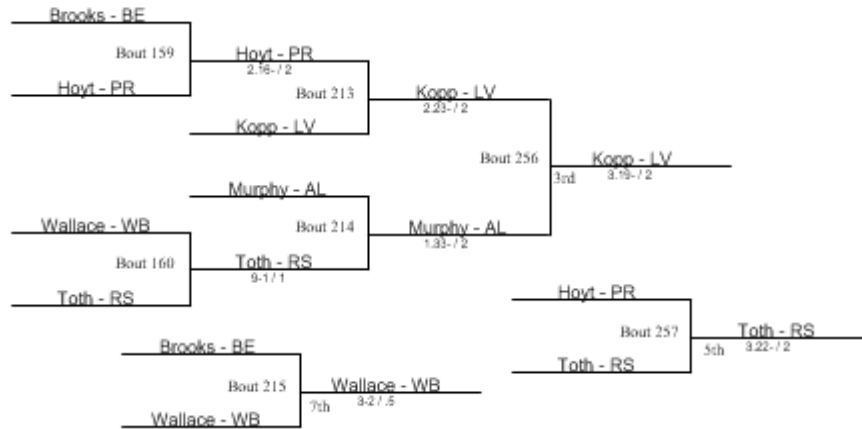 Brooks - BE
Bout 159
Hoyt - PR
2.16- / 2
Hoyt - PR
Bout 213
Kopp - LV
2.23- / 2
Kopp - LV
Bout 256
Kopp - LV
3.19- / 2
3rd
Murphy - AL
Wallace - WB
Bout 214
Murphy - AL
1.33- / 2
Bout 160
Toth - RS
9-1 / 1
Toth - RS
Hoyt - PR
Bout 257
Toth - RS
3.22- / 2
5th
Toth - RS
Brooks - BE
Bout 215
Wallace - WB
3-2 / .5
7th
Wallace - WB